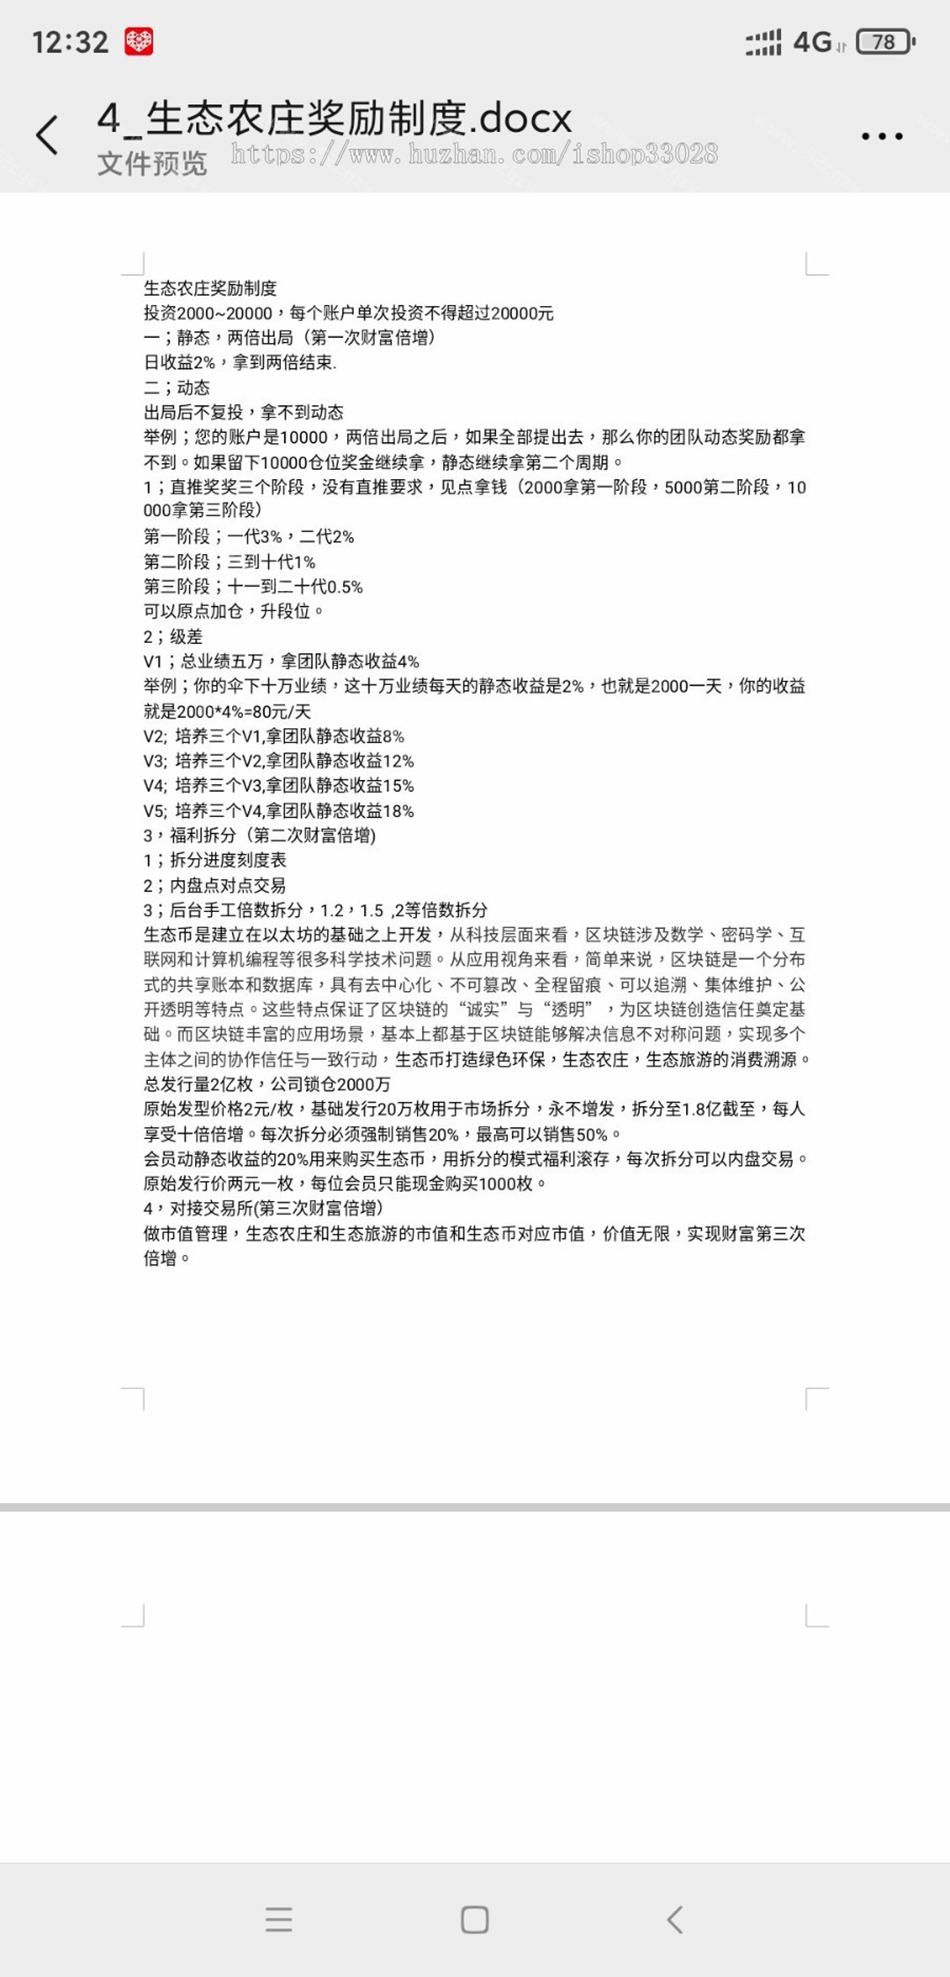 12:32
4G 78
4_生态农庄奖励制度.docx
文件预览
https://www.huzhan.com/ishop33028
生态农庄奖励制度
投资2000~20000，每个账户单次投资不得超过20000元
一；静态，两倍出局（第一次财富倍增）
日收益2%，拿到两倍结束.
二；动态
出局后不复投，拿不到动态
举例；您的账户是10000，两倍出局之后，如果全部提出去，那么你的团队动态奖励都拿
不到。如果留下10000仓位奖金继续拿，静态继续拿第二个周期。
1；直推奖奖三个阶段，没有直推要求，见点拿钱（2000拿第一阶段，5000第二阶段，10
000拿第三阶段）
第一阶段；一代3%，二代2%
第二阶段；三到十代1%
第三阶段；十一到二十代0.5%
可以原点加仓，升段位。
2；级差
V1；总业绩五万，拿团队静态收益4%
举例；你的伞下十万业绩，这十万业绩每天的静态收益是2%，也就是2000一天，你的收益
就是2000*4%=80元/天
V2; 培养三个V1,拿团队静态收益8%
V3; 培养三个V2,拿团队静态收益12%
V4; 培养三个V3,拿团队静态收益15%
V5; 培养三个V4,拿团队静态收益18%
3，福利拆分（第二次财富倍增)
1；拆分进度刻度表
2；内盘点对点交易
3；后台手工倍数拆分，1.2，1.5 ,2等倍数拆分
生态币是建立在以太坊的基础之上开发，从科技层面来看，区块链涉及数学、密码学、互
联网和计算机编程等很多科学技术问题。从应用视角来看，简单来说，区块链是一个分布
式的共享账本和数据库，具有去中心化、不可篡改、全程留痕、可以追溯、集体维护、公
开透明等特点。这些特点保证了区块链的“诚实”与“透明”，为区块链创造信任奠定基
础。而区块链丰富的应用场景，基本上都基于区块链能够解决信息不对称问题，实现多个
主体之间的协作信任与一致行动，生态币打造绿色环保，生态农庄，生态旅游的消费溯源。
总发行量2亿枚，公司锁仓2000万
原始发型价格2元/枚，基础发行20万枚用于市场拆分，永不增发，拆分至1.8亿截至，每人
享受十倍倍增。每次拆分必须强制销售20%，最高可以销售50%。
会员动静态收益的20%用来购买生态币，用拆分的模式福利滚存，每次拆分可以内盘交易。
原始发行价两元一枚，每位会员只能现金购买1000枚。
4，对接交易所(第三次财富倍增）
做市值管理，生态农庄和生态旅游的市值和生态币对应市值，价值无限，实现财富第三次
倍增。